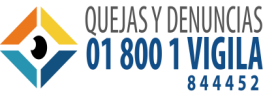 QUEJAS Y DENUNCIAS
01 800 1 VIGILA
844452